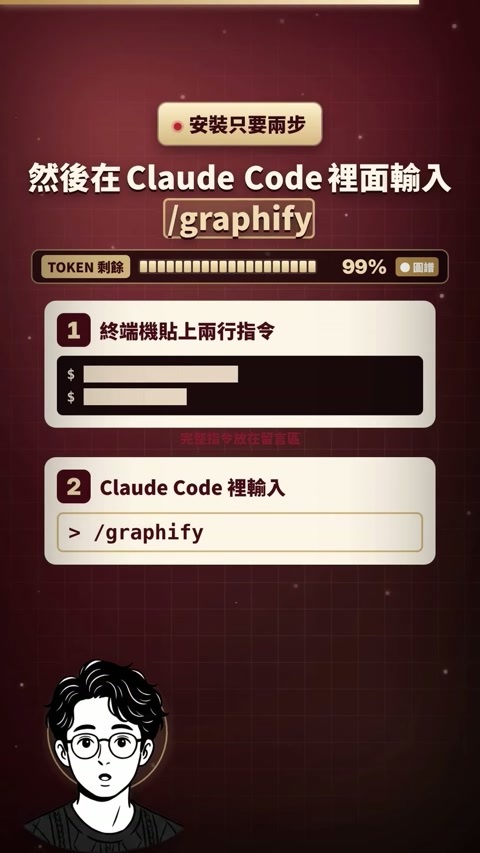 安裝只要兩步
然後在 Claude Code 裡面輸入
/graphify
TOKEN 剩餘 99% 圖譜
1 終端機貼上兩行指令
$
$
完整指令放在留言區
2 Claude Code 裡輸入
> /graphify